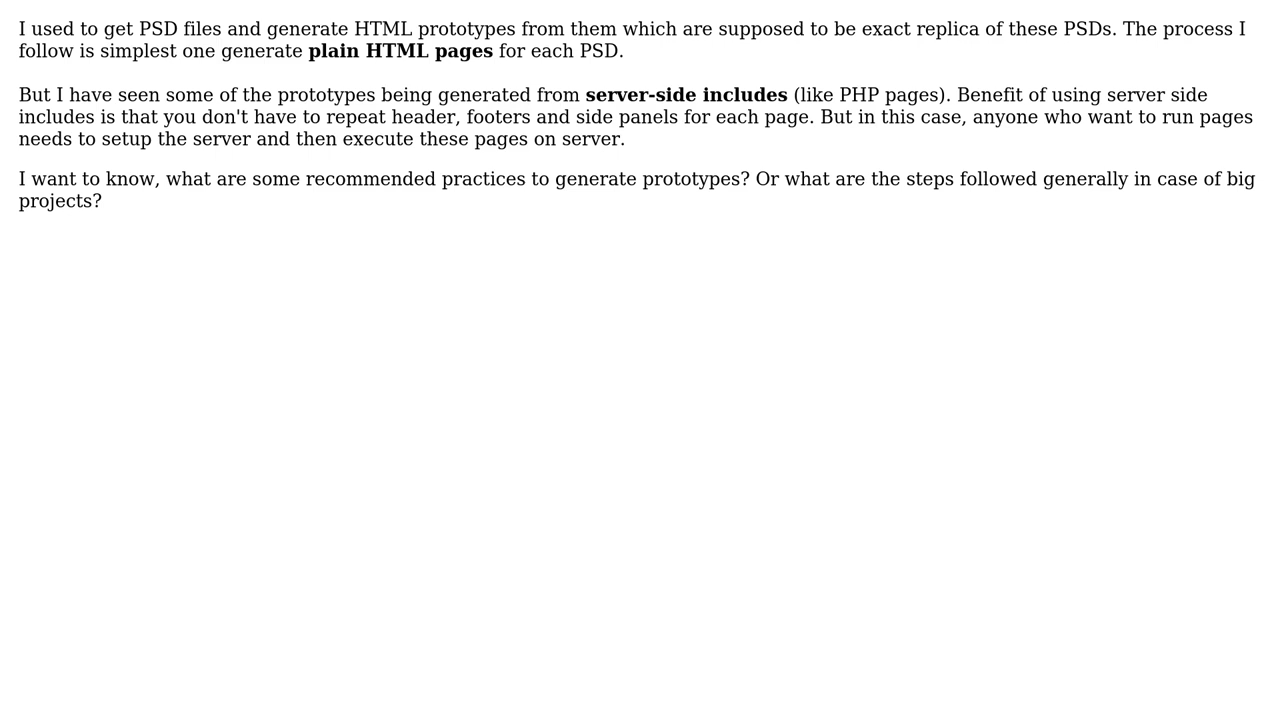 I used to get PSD files and generate HTML prototypes from them which are supposed to be exact replica of these PSDs. The process I
follow is simplest one generate plain HTML pages for each PSD.
But I have seen some of the prototypes being generated from server-side includes (like PHP pages). Benefit of using server side
includes is that you don't have to repeat header, footers and side panels for each page. But in this case, anyone who want to run pages
needs to setup the server and then execute these pages on server.
I want to know, what are some recommended practices to generate prototypes? Or what are the steps followed generally in case of big
projects?